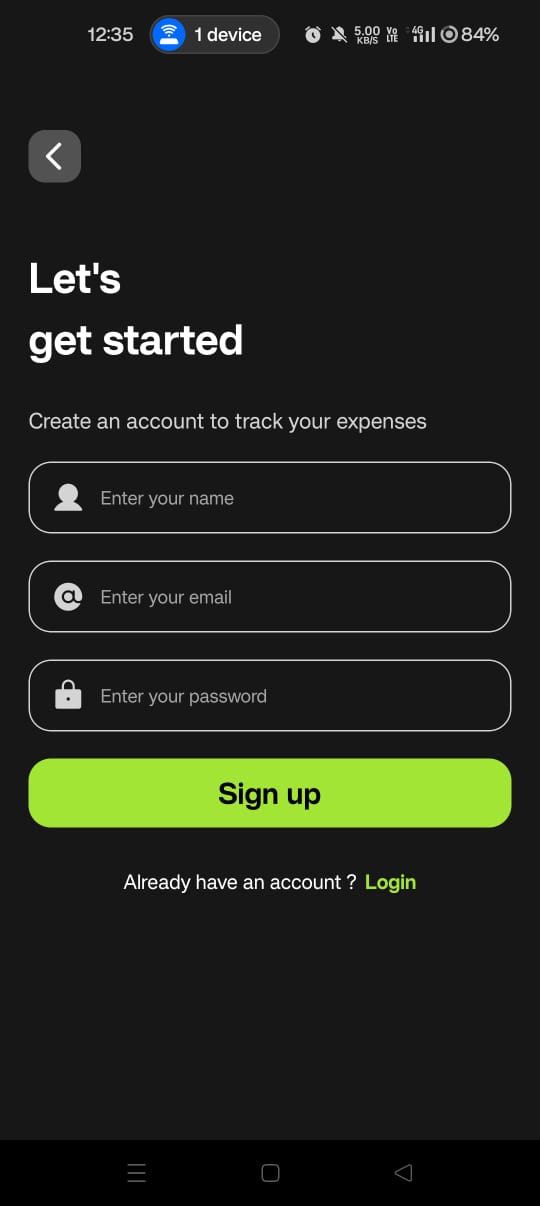 12:35
1 device
5.00
KB/S
Vo
LTE
4G
84%
Let's
get started
Create an account to track your expenses
Enter your name
Enter your email
Enter your password
Sign up
Already have an account ? Login